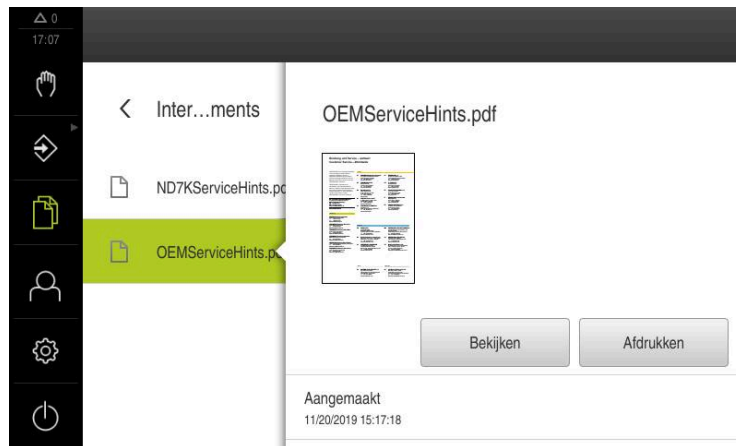 0
17:07
Inter...ments
ND7KServiceHints.pd
OEMServiceHints.pd
OEMServiceHints.pdf
Bekijken
Afdrukken
Aangemaakt
11/20/2019 15:17:18